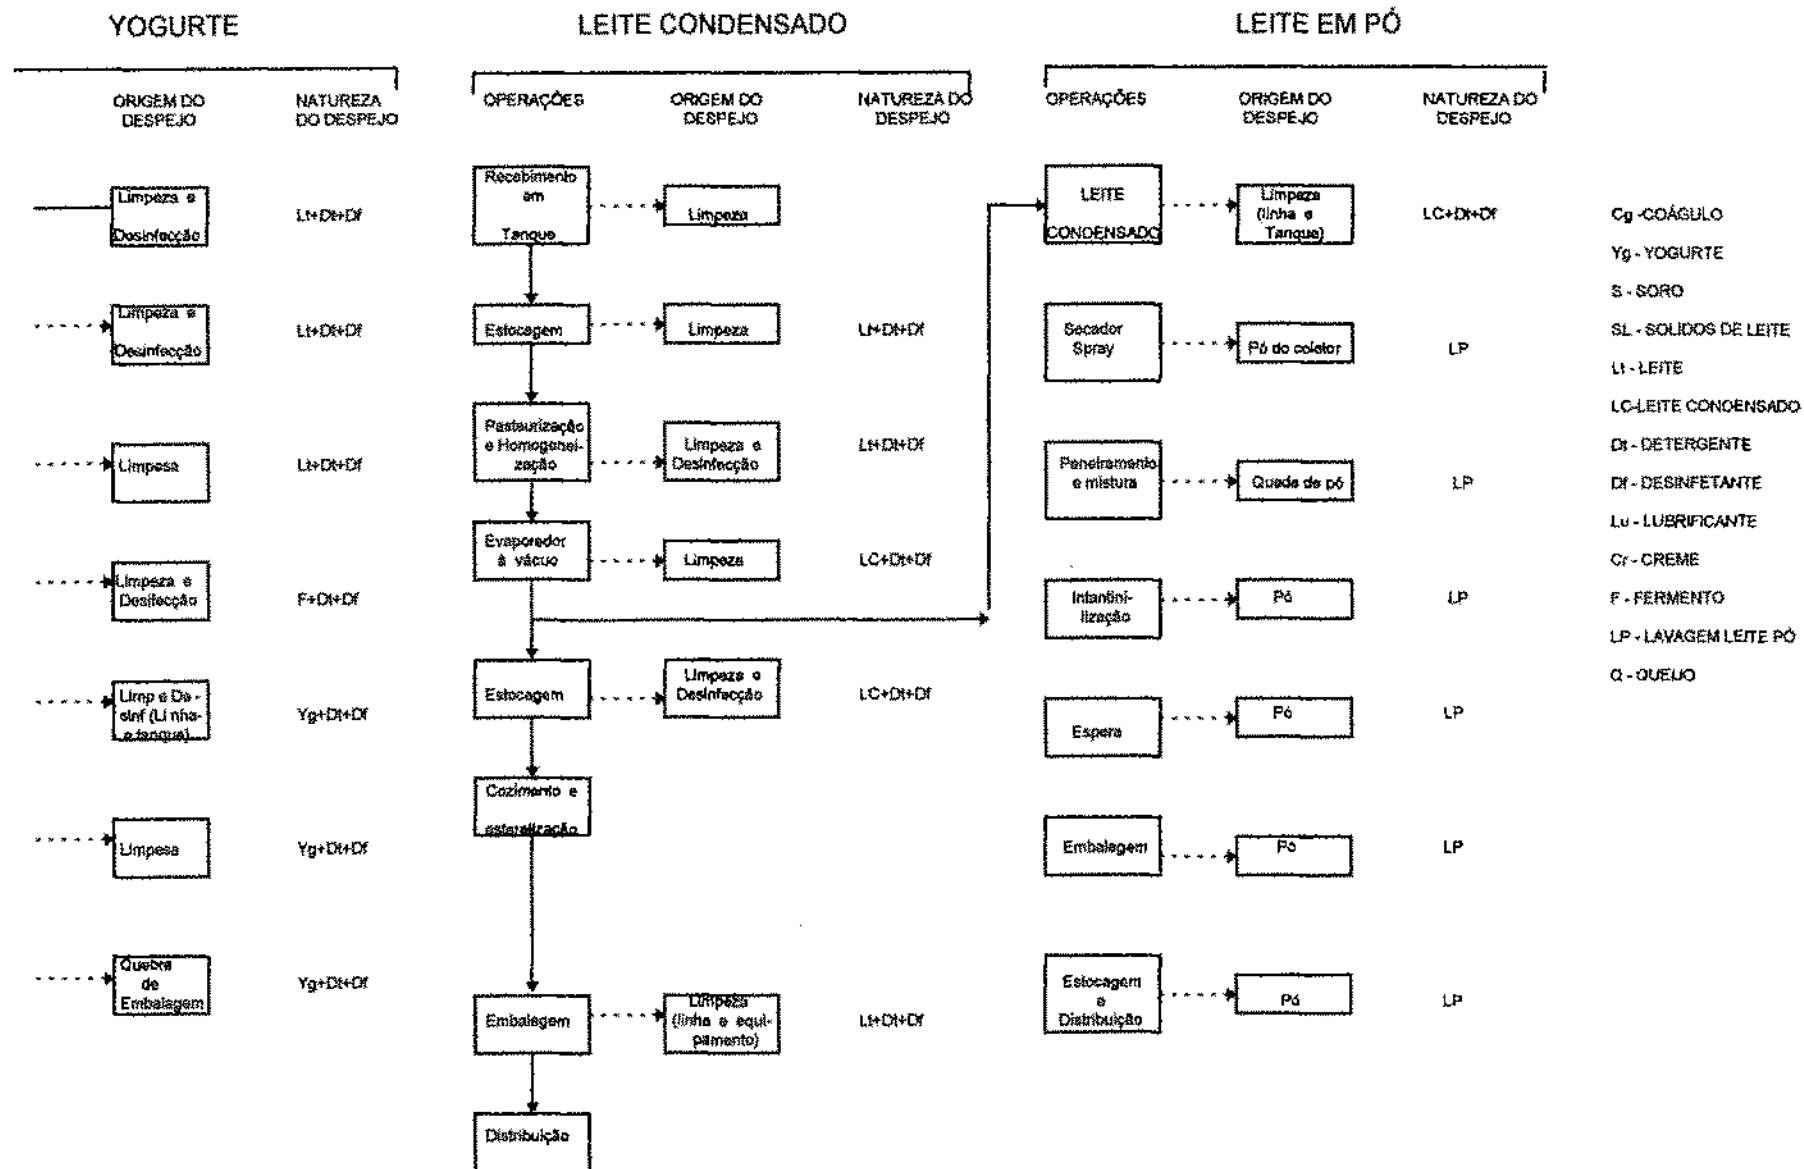 YOGURTE
ORIGEM DO
DESPEJO
NATUREZA
DO DESPEJO
Limpeza e
Desinfecção
Lt+Dt+Df
Limpeza e
Desinfecção
Lt+Dt+Df
Limpesa
Lt+Dt+Df
Limpeza e
Desifecção
F+Dt+Df
Limp e De -
sinf (Li nha-
e tanque)
Yg+Dt+Df
Limpesa
Yg+Dt+Df
Quebra
de
Embalagem
Yg+Dt+Df
LEITE CONDENSADO
OPERAÇÕES
ORIGEM DO
DESPEJO
NATUREZA DO
DESPEJO
Recebimento
em
Tanque
Limpeza
Estocagem
Limpeza
Lt+Dt+Df
Pasteurização
e Homogenei-
zação
Limpeza e
Desinfecção
Lt+Dt+Df
Evaporador
à vácuo
Limpeza
LC+Dt+Df
Estocagem
Limpeza e
Desinfecção
LC+Dt+Df
Cozimento e
esteralização
Embalagem
Limpeza
(linha e equi-
pamento)
Lt+Dt+Df
Distribuição
LEITE EM PÓ
OPERAÇÕES
ORIGEM DO
DESPEJO
NATUREZA DO
DESPEJO
LEITE
CONDENSADO
Limpeza
(linha e
Tanque)
LC+Dt+Df
Secador
Spray
Pó do coletor
LP
Peneiramento
e mistura
Queda de pó
LP
Intantini-
lização
Pó
LP
Espera
Pó
LP
Embalagem
Pó
LP
Estocagem
e
Distribuição
Pó
LP
Cg -COÁGULO
Yg - YOGURTE
S - SORO
SL - SOLIDOS DE LEITE
Lt - LEITE
LC-LEITE CONDENSADO
Dt - DETERGENTE
Df - DESINFETANTE
Lu - LUBRIFICANTE
Cr - CREME
F - FERMENTO
LP - LAVAGEM LEITE PÓ
Q - QUEIJO